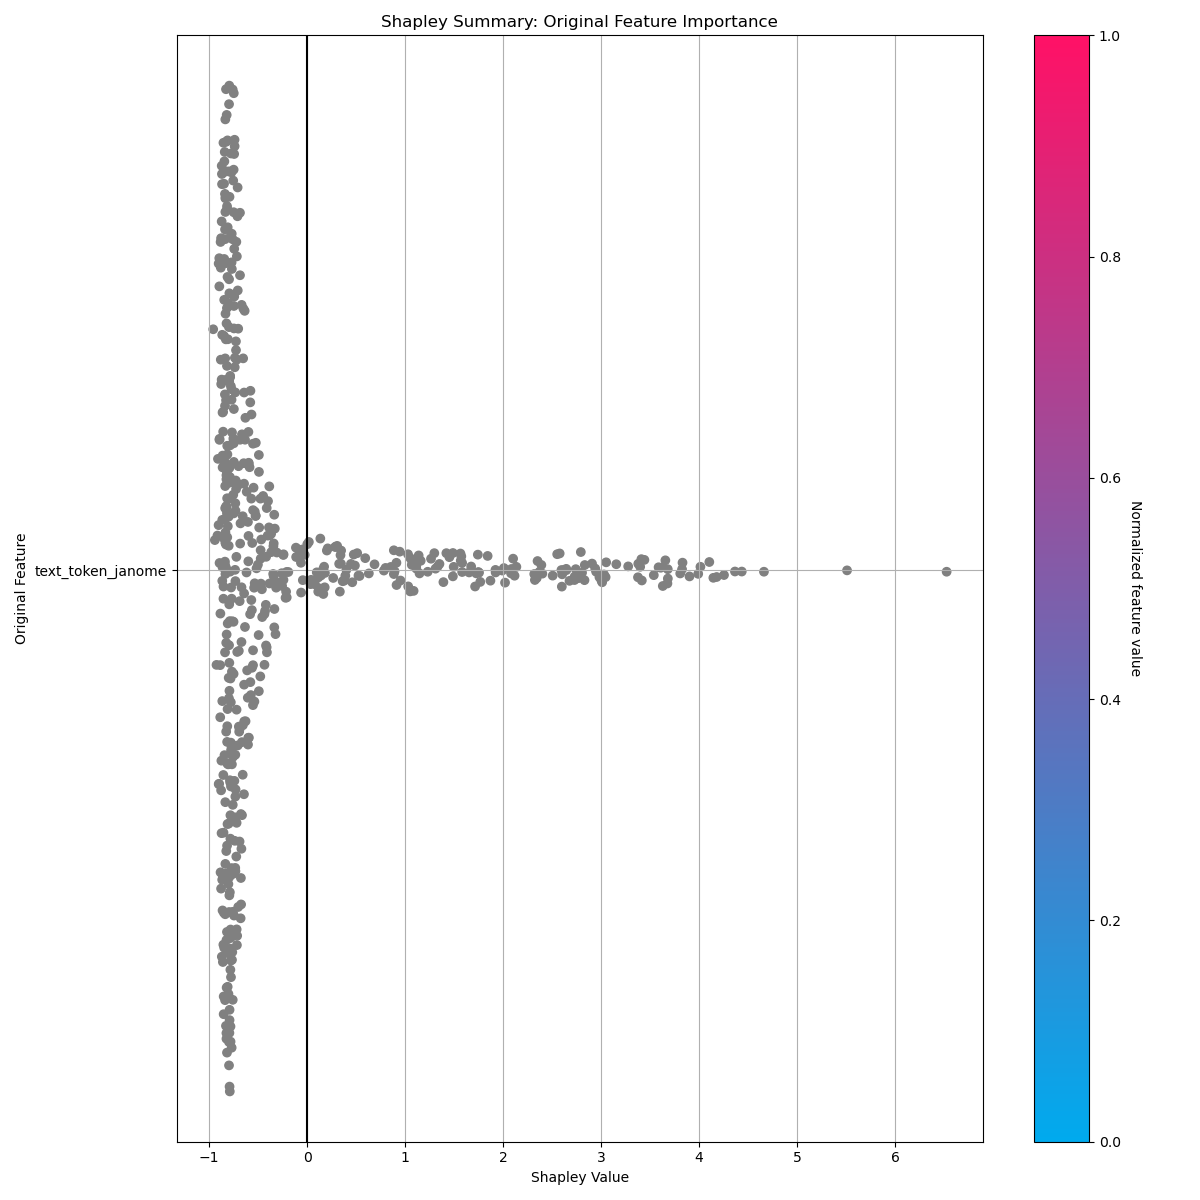 Shapley Summary: Original Feature Importance
1.0
0.8
0.6
0.4
0.2
0.0
Normalized feature value
Original Feature
text_token_janome
−1
0
1
2
3
4
5
6
Shapley Value